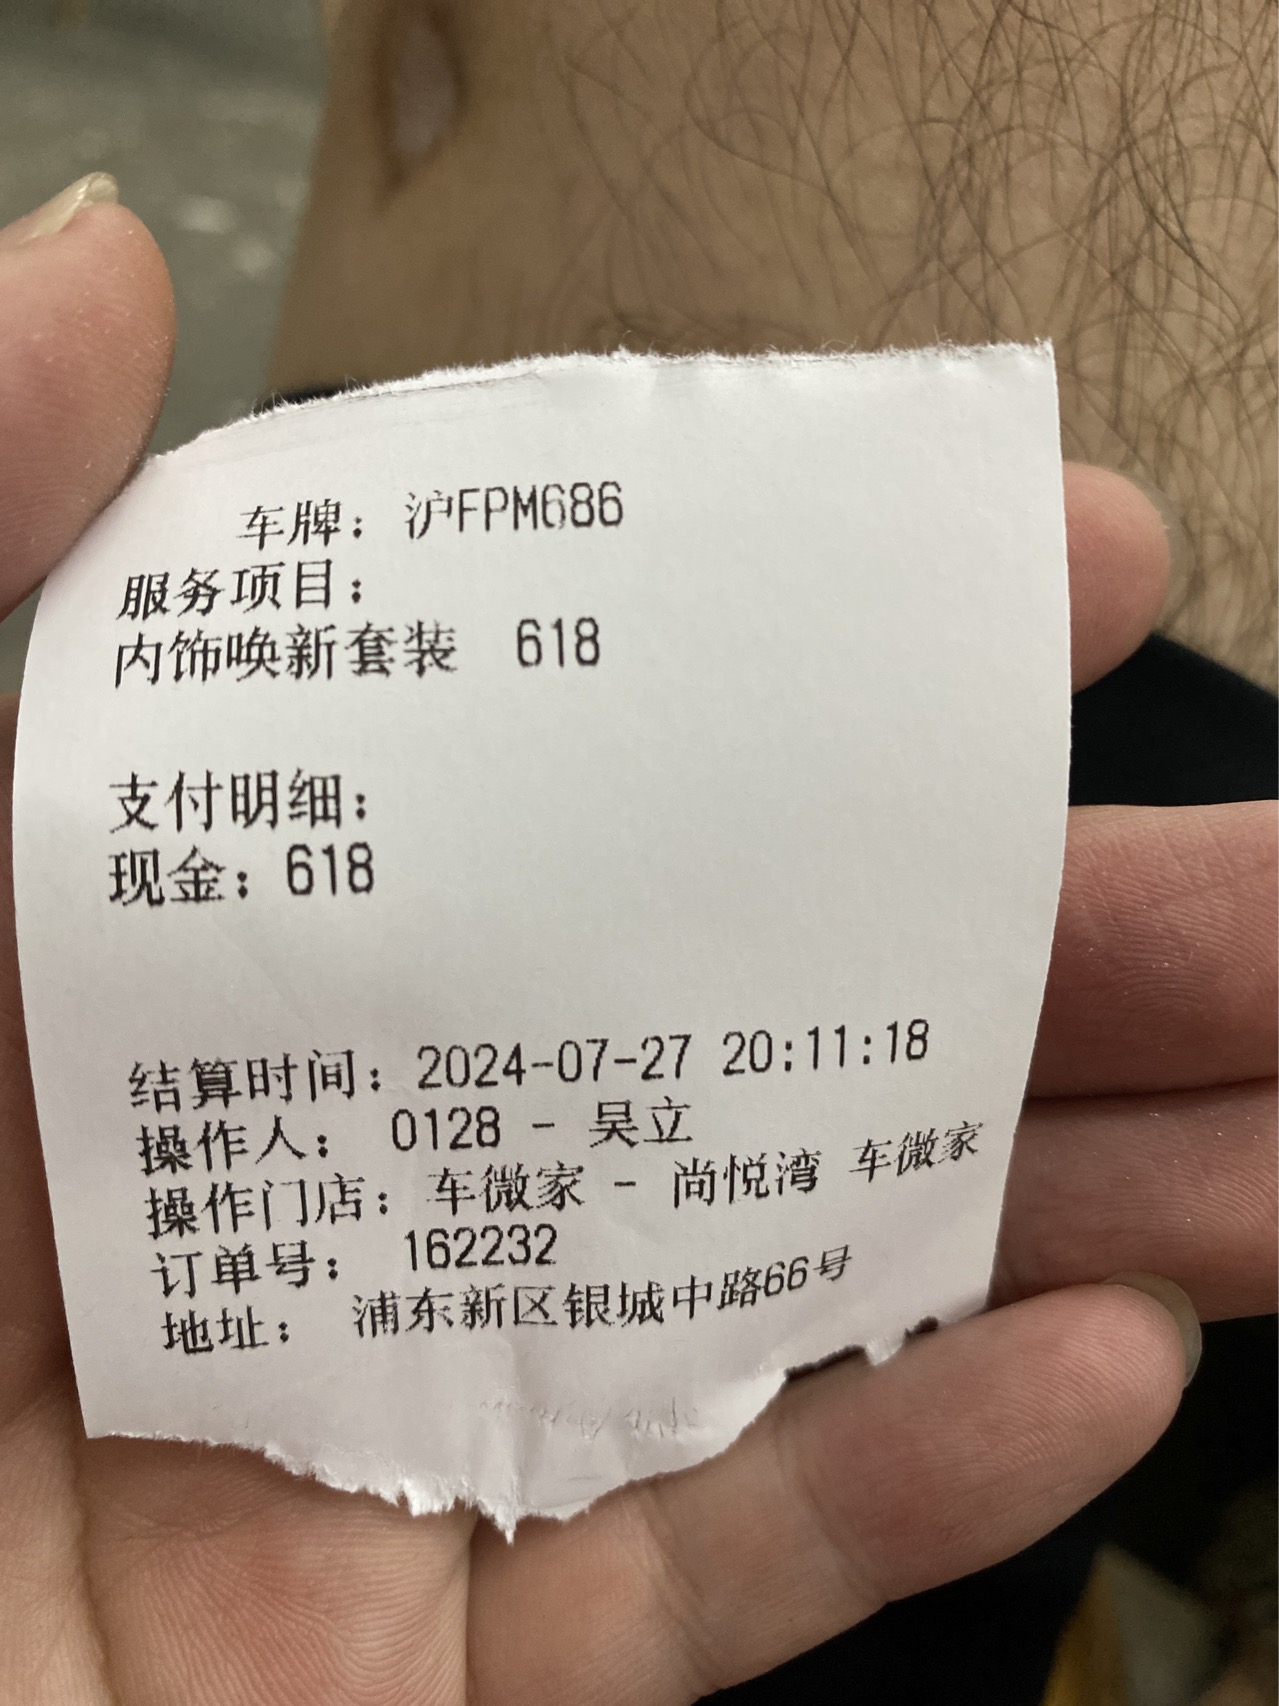 车牌: 沪FPM686
服务项目:
内饰唤新套装 618
支付明细:
现金: 618
结算时间: 2024-07-27 20:11:18
操作人: 0128 - 吴立
操作门店: 车微家 - 尚悦湾 车微家
订单号: 162232
地址: 浦东新区银城中路66号